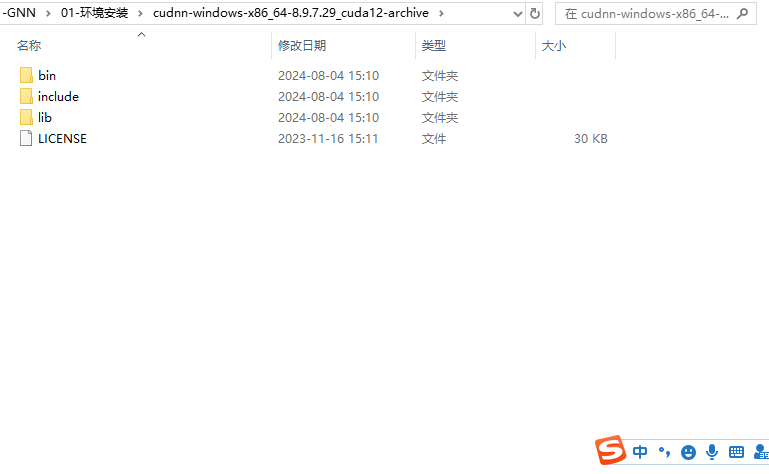 -GNN › 01-环境安装 › cudnn-windows-x86_64-8.9.7.29_cuda12-archive › 在 cudnn-windows-x86_64-...
名称 修改日期 类型 大小
bin 2024-08-04 15:10 文件夹
include 2024-08-04 15:10 文件夹
lib 2024-08-04 15:10 文件夹
LICENSE 2023-11-16 15:11 文件 30 KB
S 中